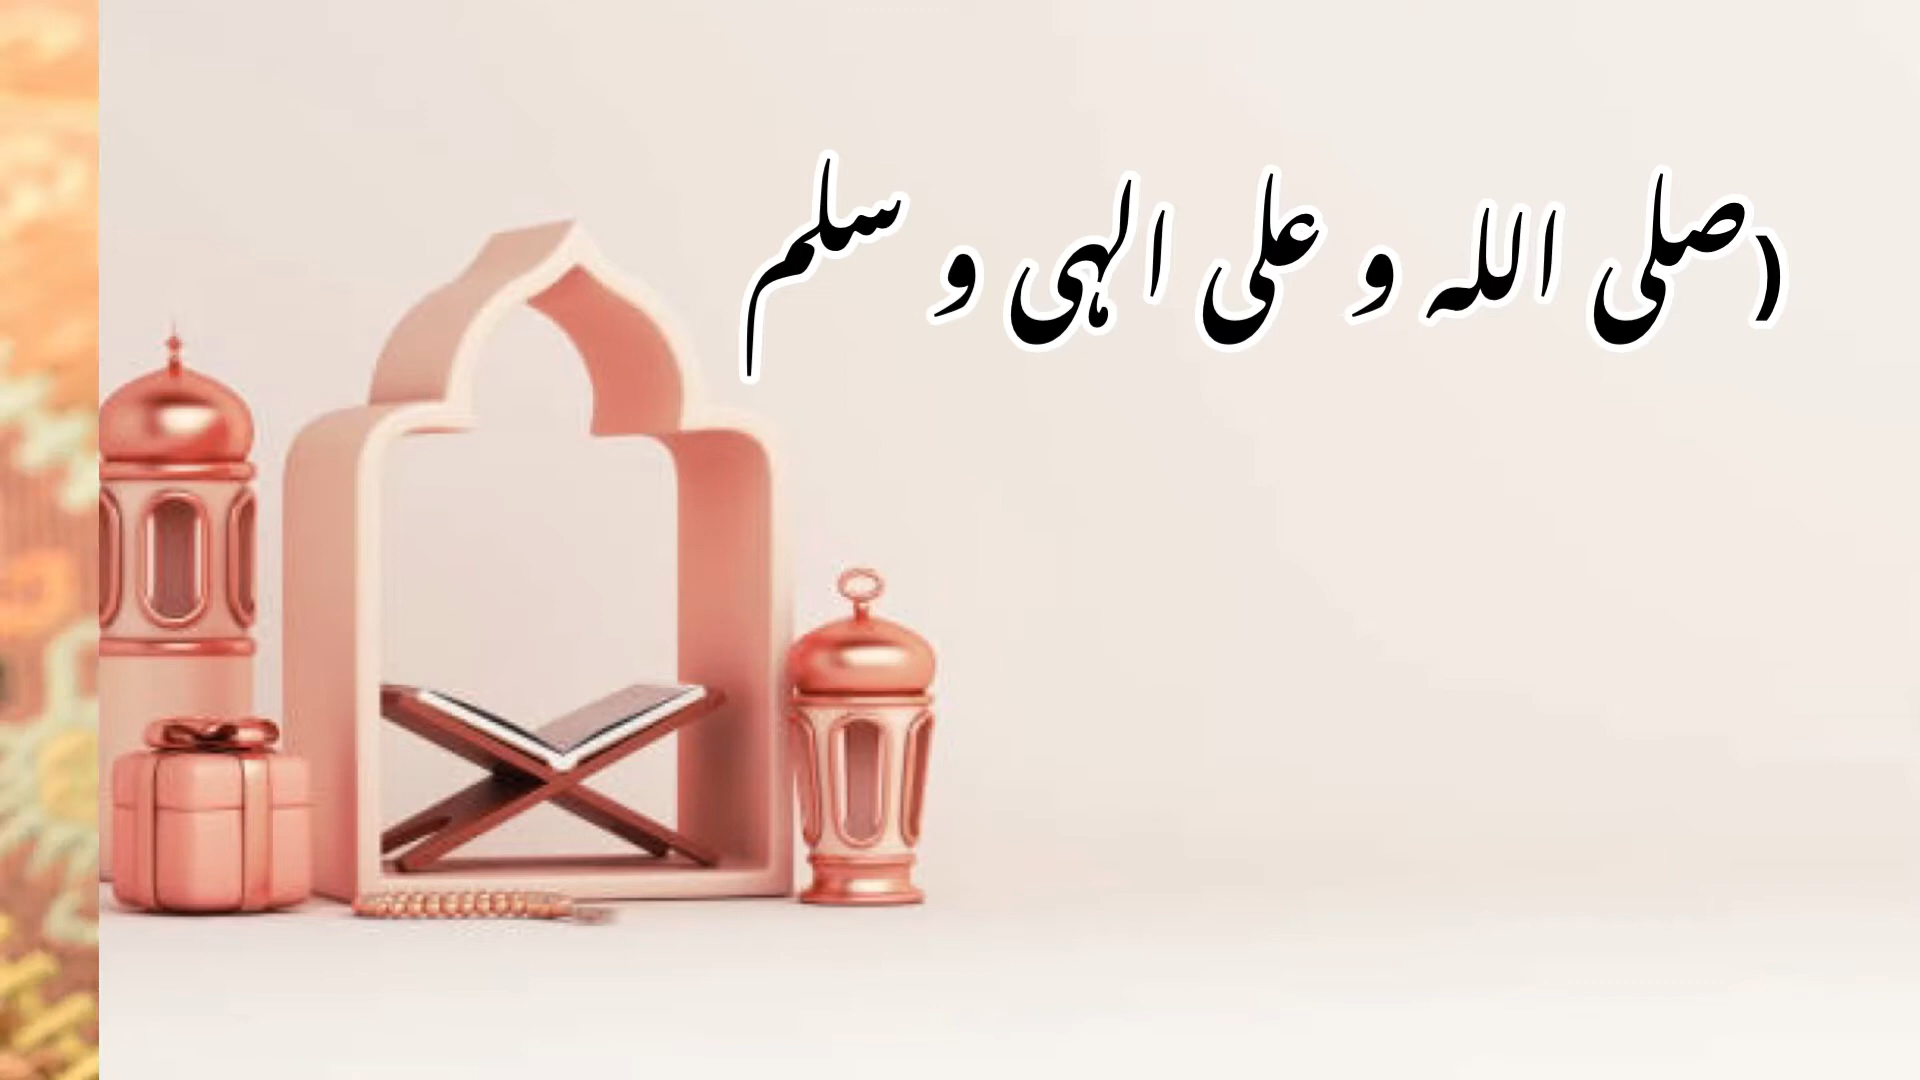 (صلی اللہ و علی الہی و سلم